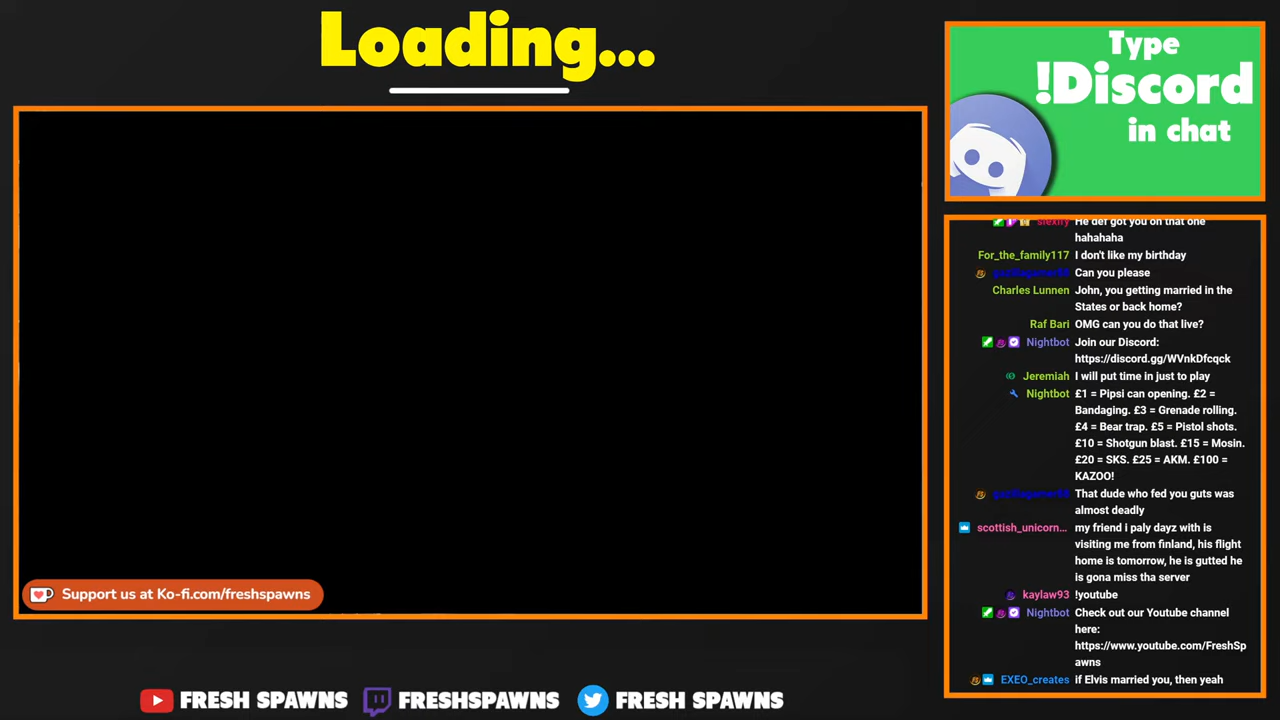 Loading...
Type
!Discord
in chat
slexify He def got you on that one
hahahaha
For_the_family117 I don't like my birthday
Can you please
Charles Lunnen John, you getting married in the
States or back home?
Raf Bari OMG can you do that live?
Nightbot Join our Discord:
https://discord.gg/WVnkDfcqck
Jeremiah I will put time in just to play
Nightbot £1 = Pipsi can opening. £2 =
Bandaging. £3 = Grenade rolling.
£4 = Bear trap. £5 = Pistol shots.
£10 = Shotgun blast. £15 = Mosin.
£20 = SKS. £25 = AKM. £100 =
KAZOO!
That dude who fed you guts was
almost deadly
scottish_unicorn... my friend i paly dayz with is
visiting me from finland, his flight
home is tomorrow, he is gutted he
is gona miss tha server
kaylaw93 !youtube
Nightbot Check out our Youtube channel
here:
https://www.youtube.com/FreshSp
awns
EXEO_creates if Elvis married you, then yeah
Support us at Ko-fi.com/freshspawns
FRESH SPAWNS FRESHSPAWNS FRESH SPAWNS